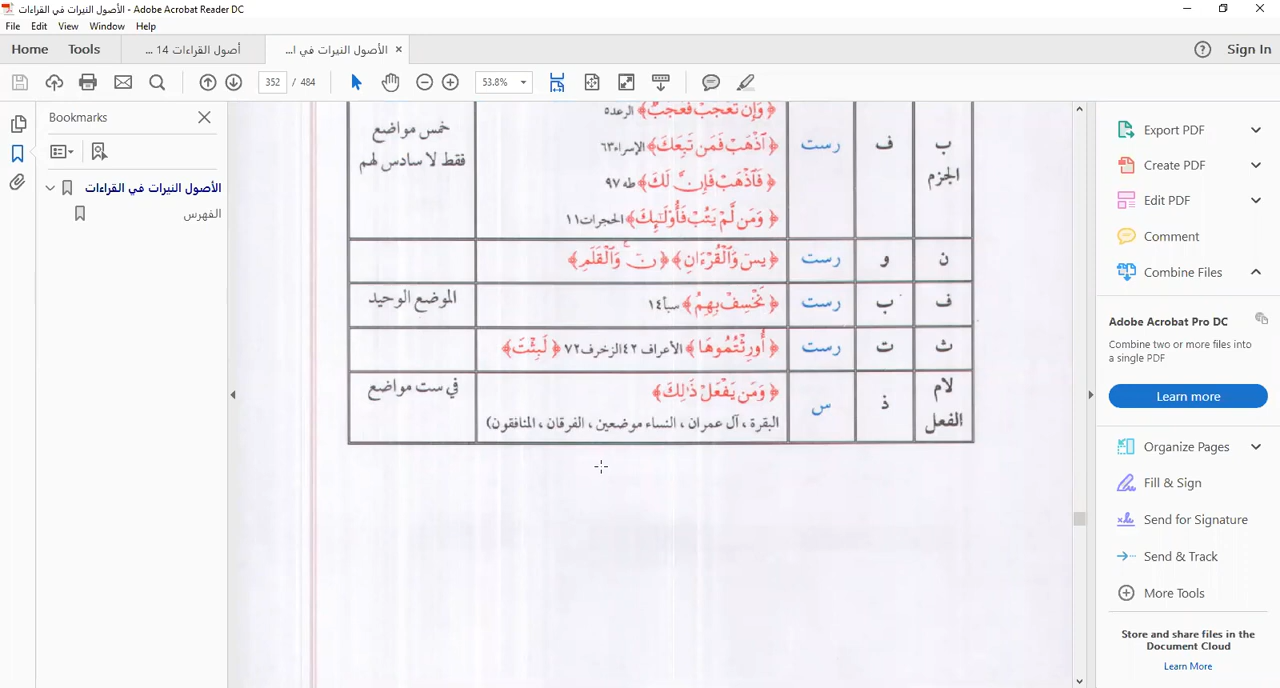 الأصول النيرات في القراءات - Adobe Acrobat Reader DC
File Edit View Window Help
Home Tools أصول القراءات 14 ... الأصول النيرات في ا... × Sign In
352 / 484 53.8%
Bookmarks
الأصول النيرات في القراءات
الفهرس
﴿وَإِن تَعْجَبْ فَعَجَبٌ﴾ الرعد٥
ب الجزم ف رست ﴿ٱذْهَبْ فَمَن تَبِعَكَ﴾ الإسراء٦٣ خمس مواضع فقط لا سادس لهم
﴿فَٱذْهَبْ فَإِنَّ لَكَ﴾ طه ٩٧
﴿وَمَن لَّمْ يَتُبْ فَأُوْلَٰٓئِكَ﴾ الحجرات١١
ن و رست ﴿يسٓ وَٱلْقُرْءَانِ﴾ ﴿نٓ وَٱلْقَلَمِ﴾
ف ب رست ﴿نَخْسِفْ بِهِمُ﴾ سبأ١٤ الموضع الوحيد
ث ت رست ﴿أُورِثْتُمُوهَا﴾ الأعراف ٤٢ الزخرف٧٢ ﴿لَبِثْتَ﴾
لام الفعل ذ س ﴿وَمَن يَفْعَلْ ذَٰلِكَ﴾ في ست مواضع
البقرة، آل عمران، النساء موضعين، الفرقان، المنافقون)
Export PDF
Create PDF
Edit PDF
Comment
Combine Files
Adobe Acrobat Pro DC
Combine two or more files into
a single PDF
Learn more
Organize Pages
Fill & Sign
Send for Signature
Send & Track
More Tools
Store and share files in the
Document Cloud
Learn More